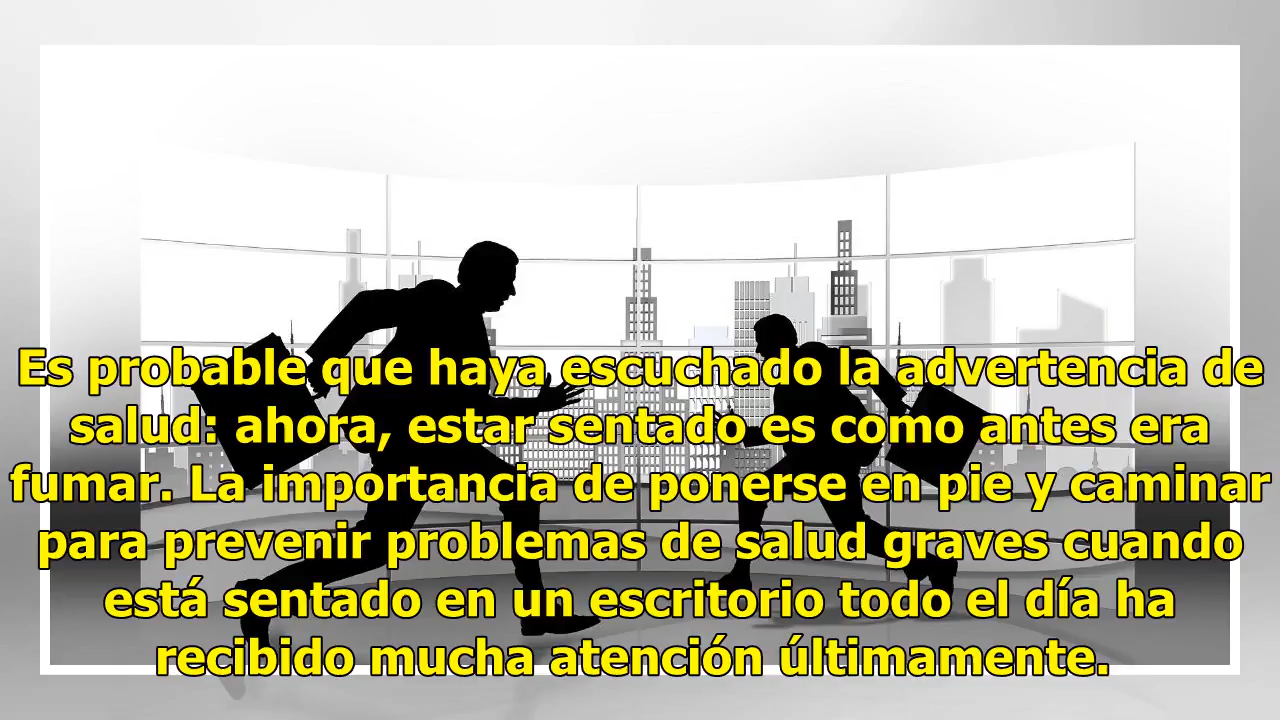 Es probable que haya escuchado la advertencia de
salud: ahora, estar sentado es como antes era
fumar. La importancia de ponerse en pie y caminar
para prevenir problemas de salud graves cuando
está sentado en un escritorio todo el día ha
recibido mucha atención últimamente.